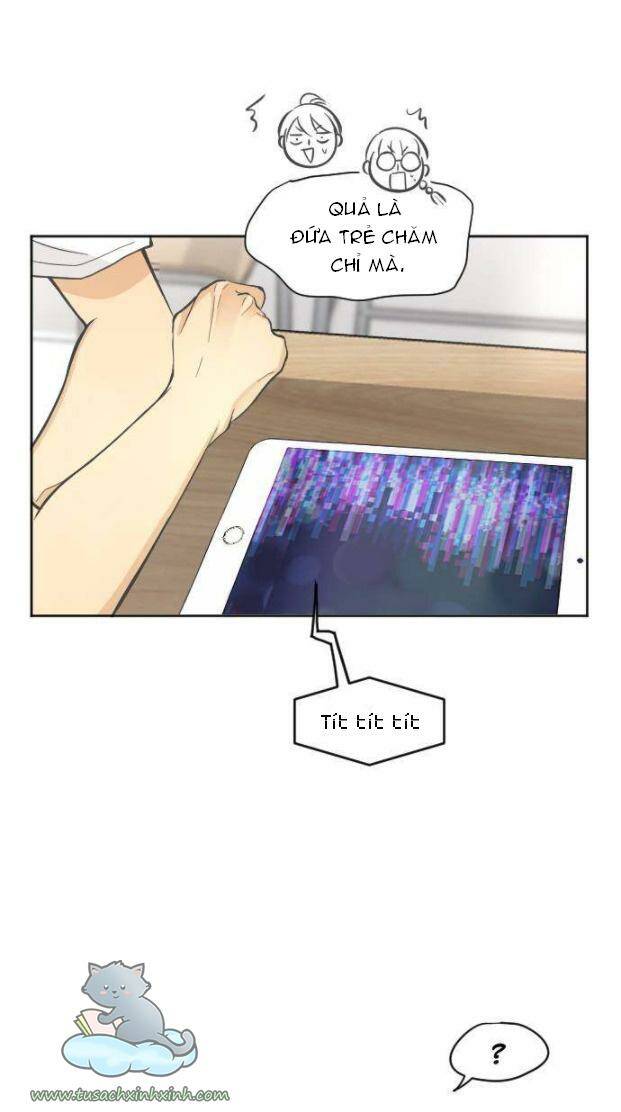 QUẢ LÀ
ĐỨA TRẺ CHĂM
CHỈ MÀ.
Tít tít tít
?
www.tusachxinhxinh.com